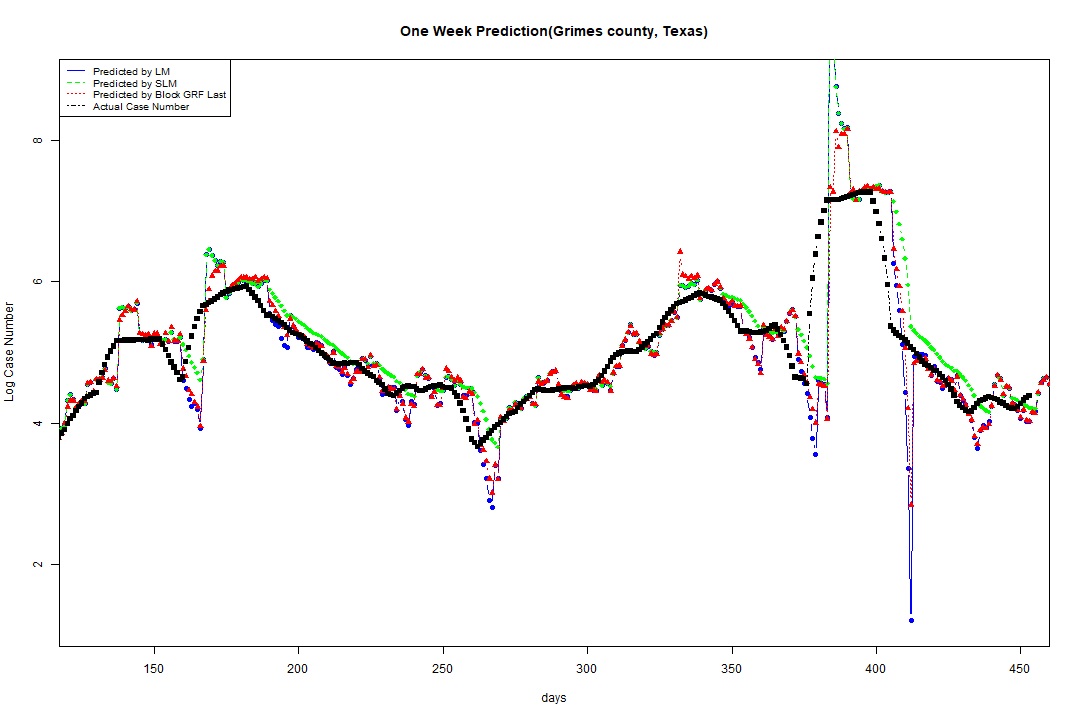 One Week Prediction(Grimes county, Texas)
Predicted by LM
Predicted by SLM
Predicted by Block GRF Last
Actual Case Number
Log Case Number
8
6
4
2
150 200 250 300 350 400 450
days